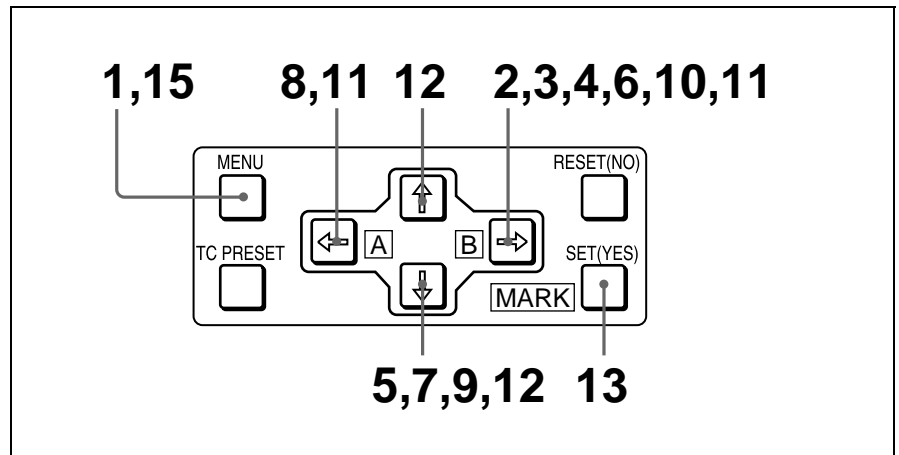 1,15 8,11 12 2,3,4,6,10,11
MENU RESET(NO)
A B
TC PRESET SET(YES)
MARK
5,7,9,12 13